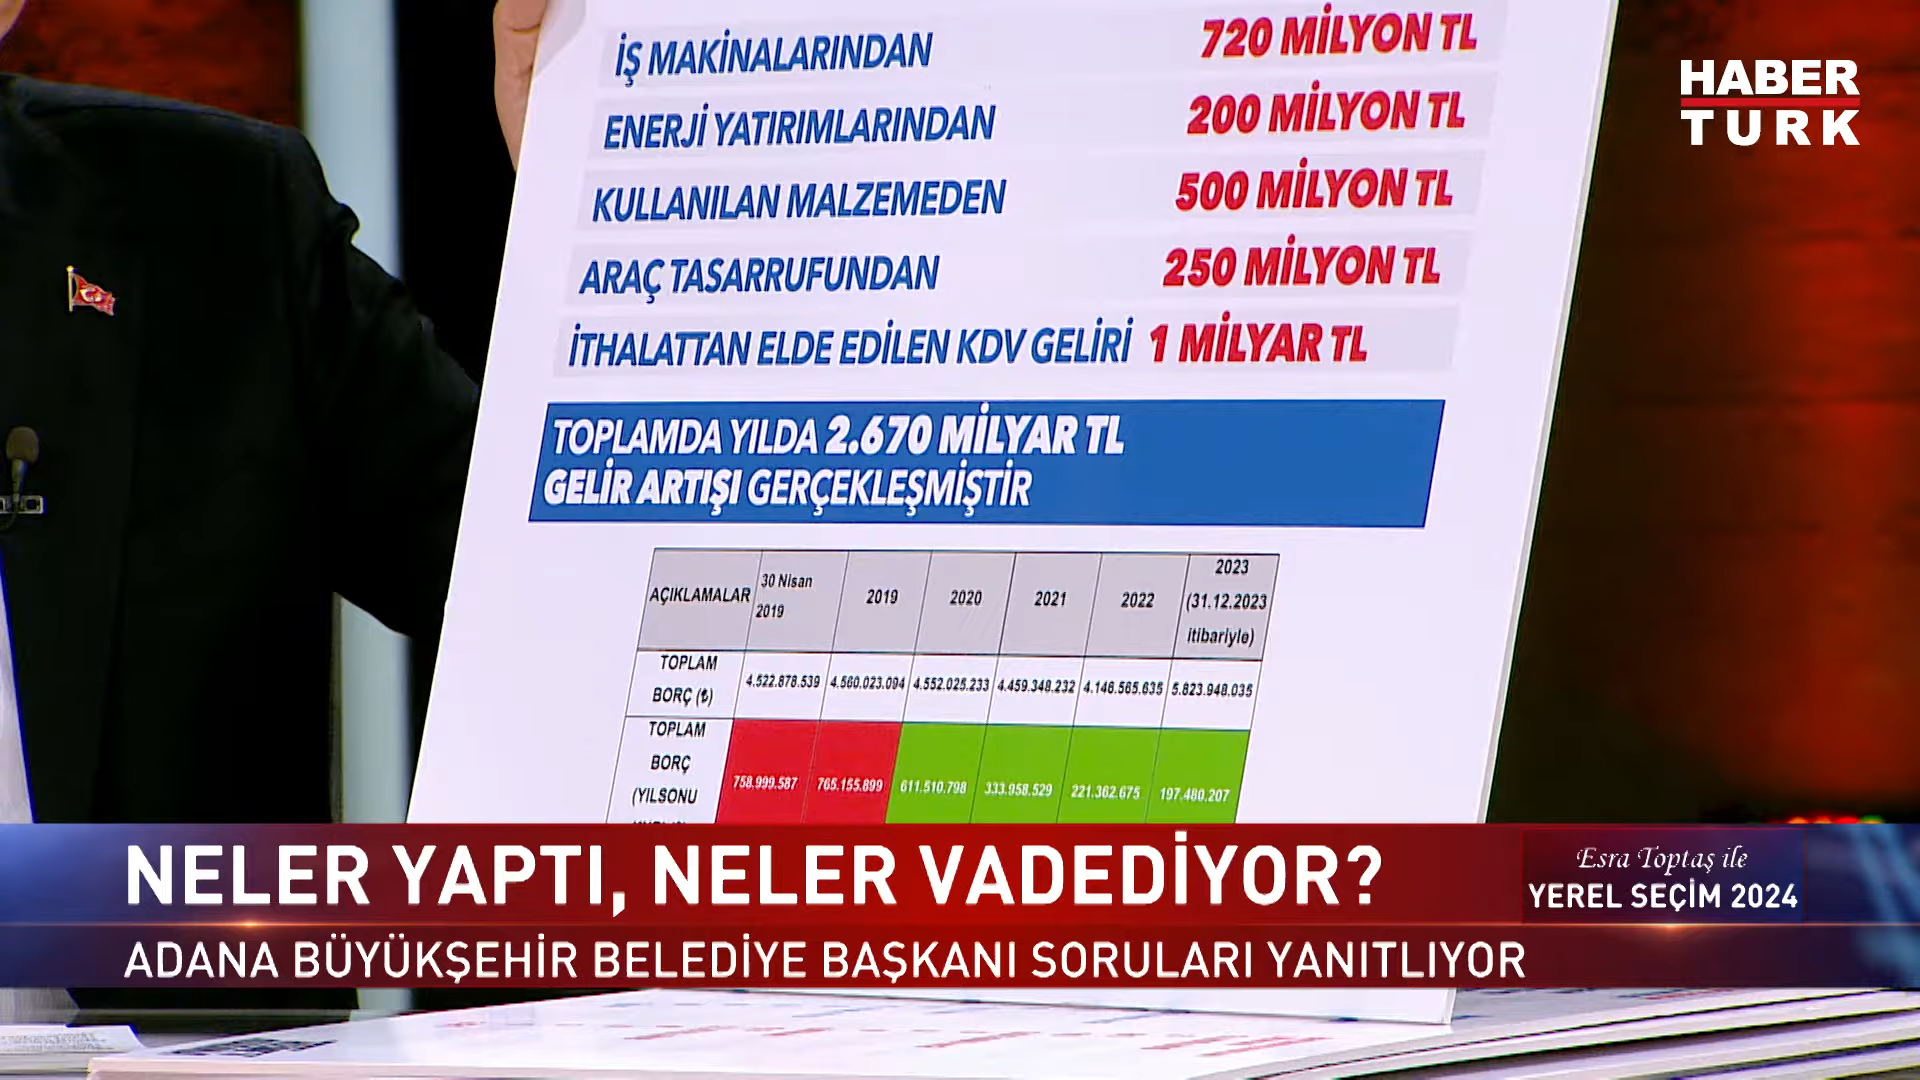 İŞ MAKİNALARINDAN 720 MİLYON TL
ENERJİ YATIRIMLARINDAN 200 MİLYON TL
KULLANILAN MALZEMEDEN 500 MİLYON TL
ARAÇ TASARRUFUNDAN 250 MİLYON TL
İTHALATTAN ELDE EDİLEN KDV GELİRİ 1 MİLYAR TL
HABER
TURK
TOPLAMDA YILDA 2.670 MİLYAR TL
GELİR ARTIŞI GERÇEKLEŞMİŞTİR
AÇIKLAMALAR 30 Nisan 2019 2019 2020 2021 2022 2023 (31.12.2023 itibariyle)
TOPLAM BORÇ (₺) 4.522.878.539 4.560.023.094 4.552.025.233 4.459.348.232 4.146.565.635 5.823.948.035
TOPLAM BORÇ (YILSONU 758.999.587 765.155.899 611.510.798 333.958.529 221.362.675 197.480.207
NELER YAPTI, NELER VADEDİYOR?
Esra Toptaş ile
YEREL SEÇİM 2024
ADANA BÜYÜKŞEHİR BELEDİYE BAŞKANI SORULARI YANITLIYOR